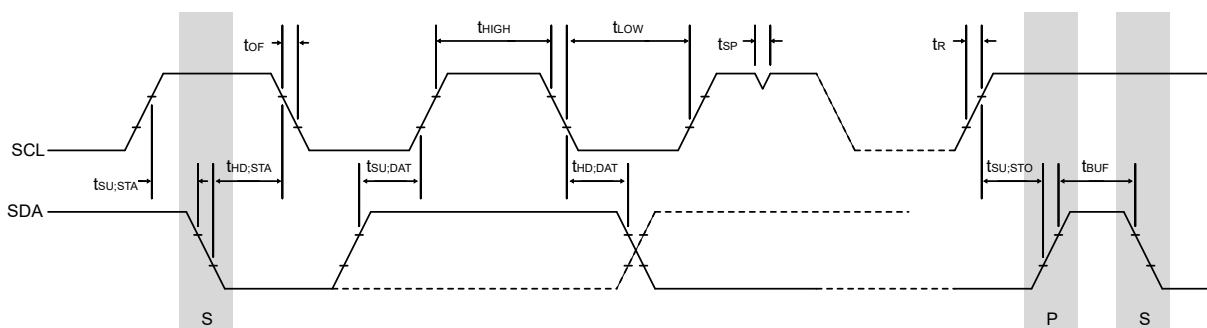 tOF
tHIGH
tLOW
tSP
tR
SCL
tSU;STA
tHD;STA
tSU;DAT
tHD;DAT
tSU;STO
tBUF
SDA
S
P
S